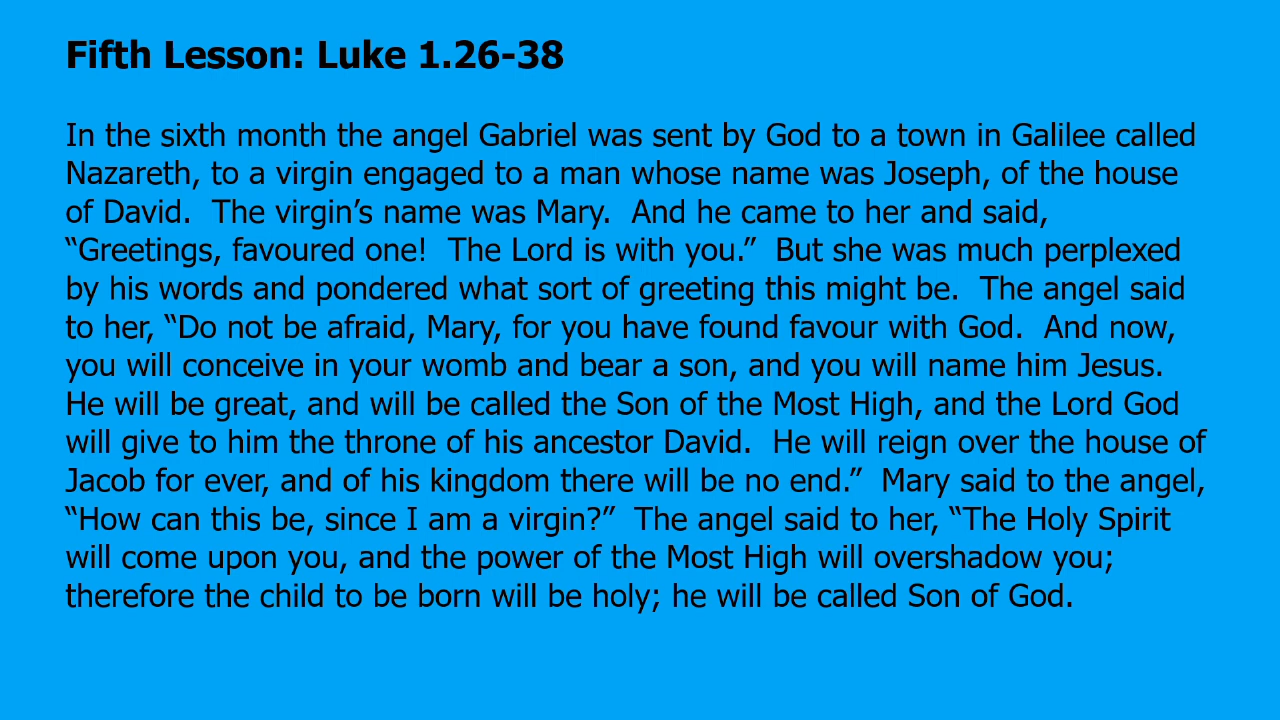 Fifth Lesson: Luke 1.26-38
In the sixth month the angel Gabriel was sent by God to a town in Galilee called
Nazareth, to a virgin engaged to a man whose name was Joseph, of the house
of David.  The virgin’s name was Mary.  And he came to her and said,
“Greetings, favoured one!  The Lord is with you.”  But she was much perplexed
by his words and pondered what sort of greeting this might be.  The angel said
to her, “Do not be afraid, Mary, for you have found favour with God.  And now,
you will conceive in your womb and bear a son, and you will name him Jesus.
He will be great, and will be called the Son of the Most High, and the Lord God
will give to him the throne of his ancestor David.  He will reign over the house of
Jacob for ever, and of his kingdom there will be no end.”  Mary said to the angel,
“How can this be, since I am a virgin?”  The angel said to her, “The Holy Spirit
will come upon you, and the power of the Most High will overshadow you;
therefore the child to be born will be holy; he will be called Son of God.